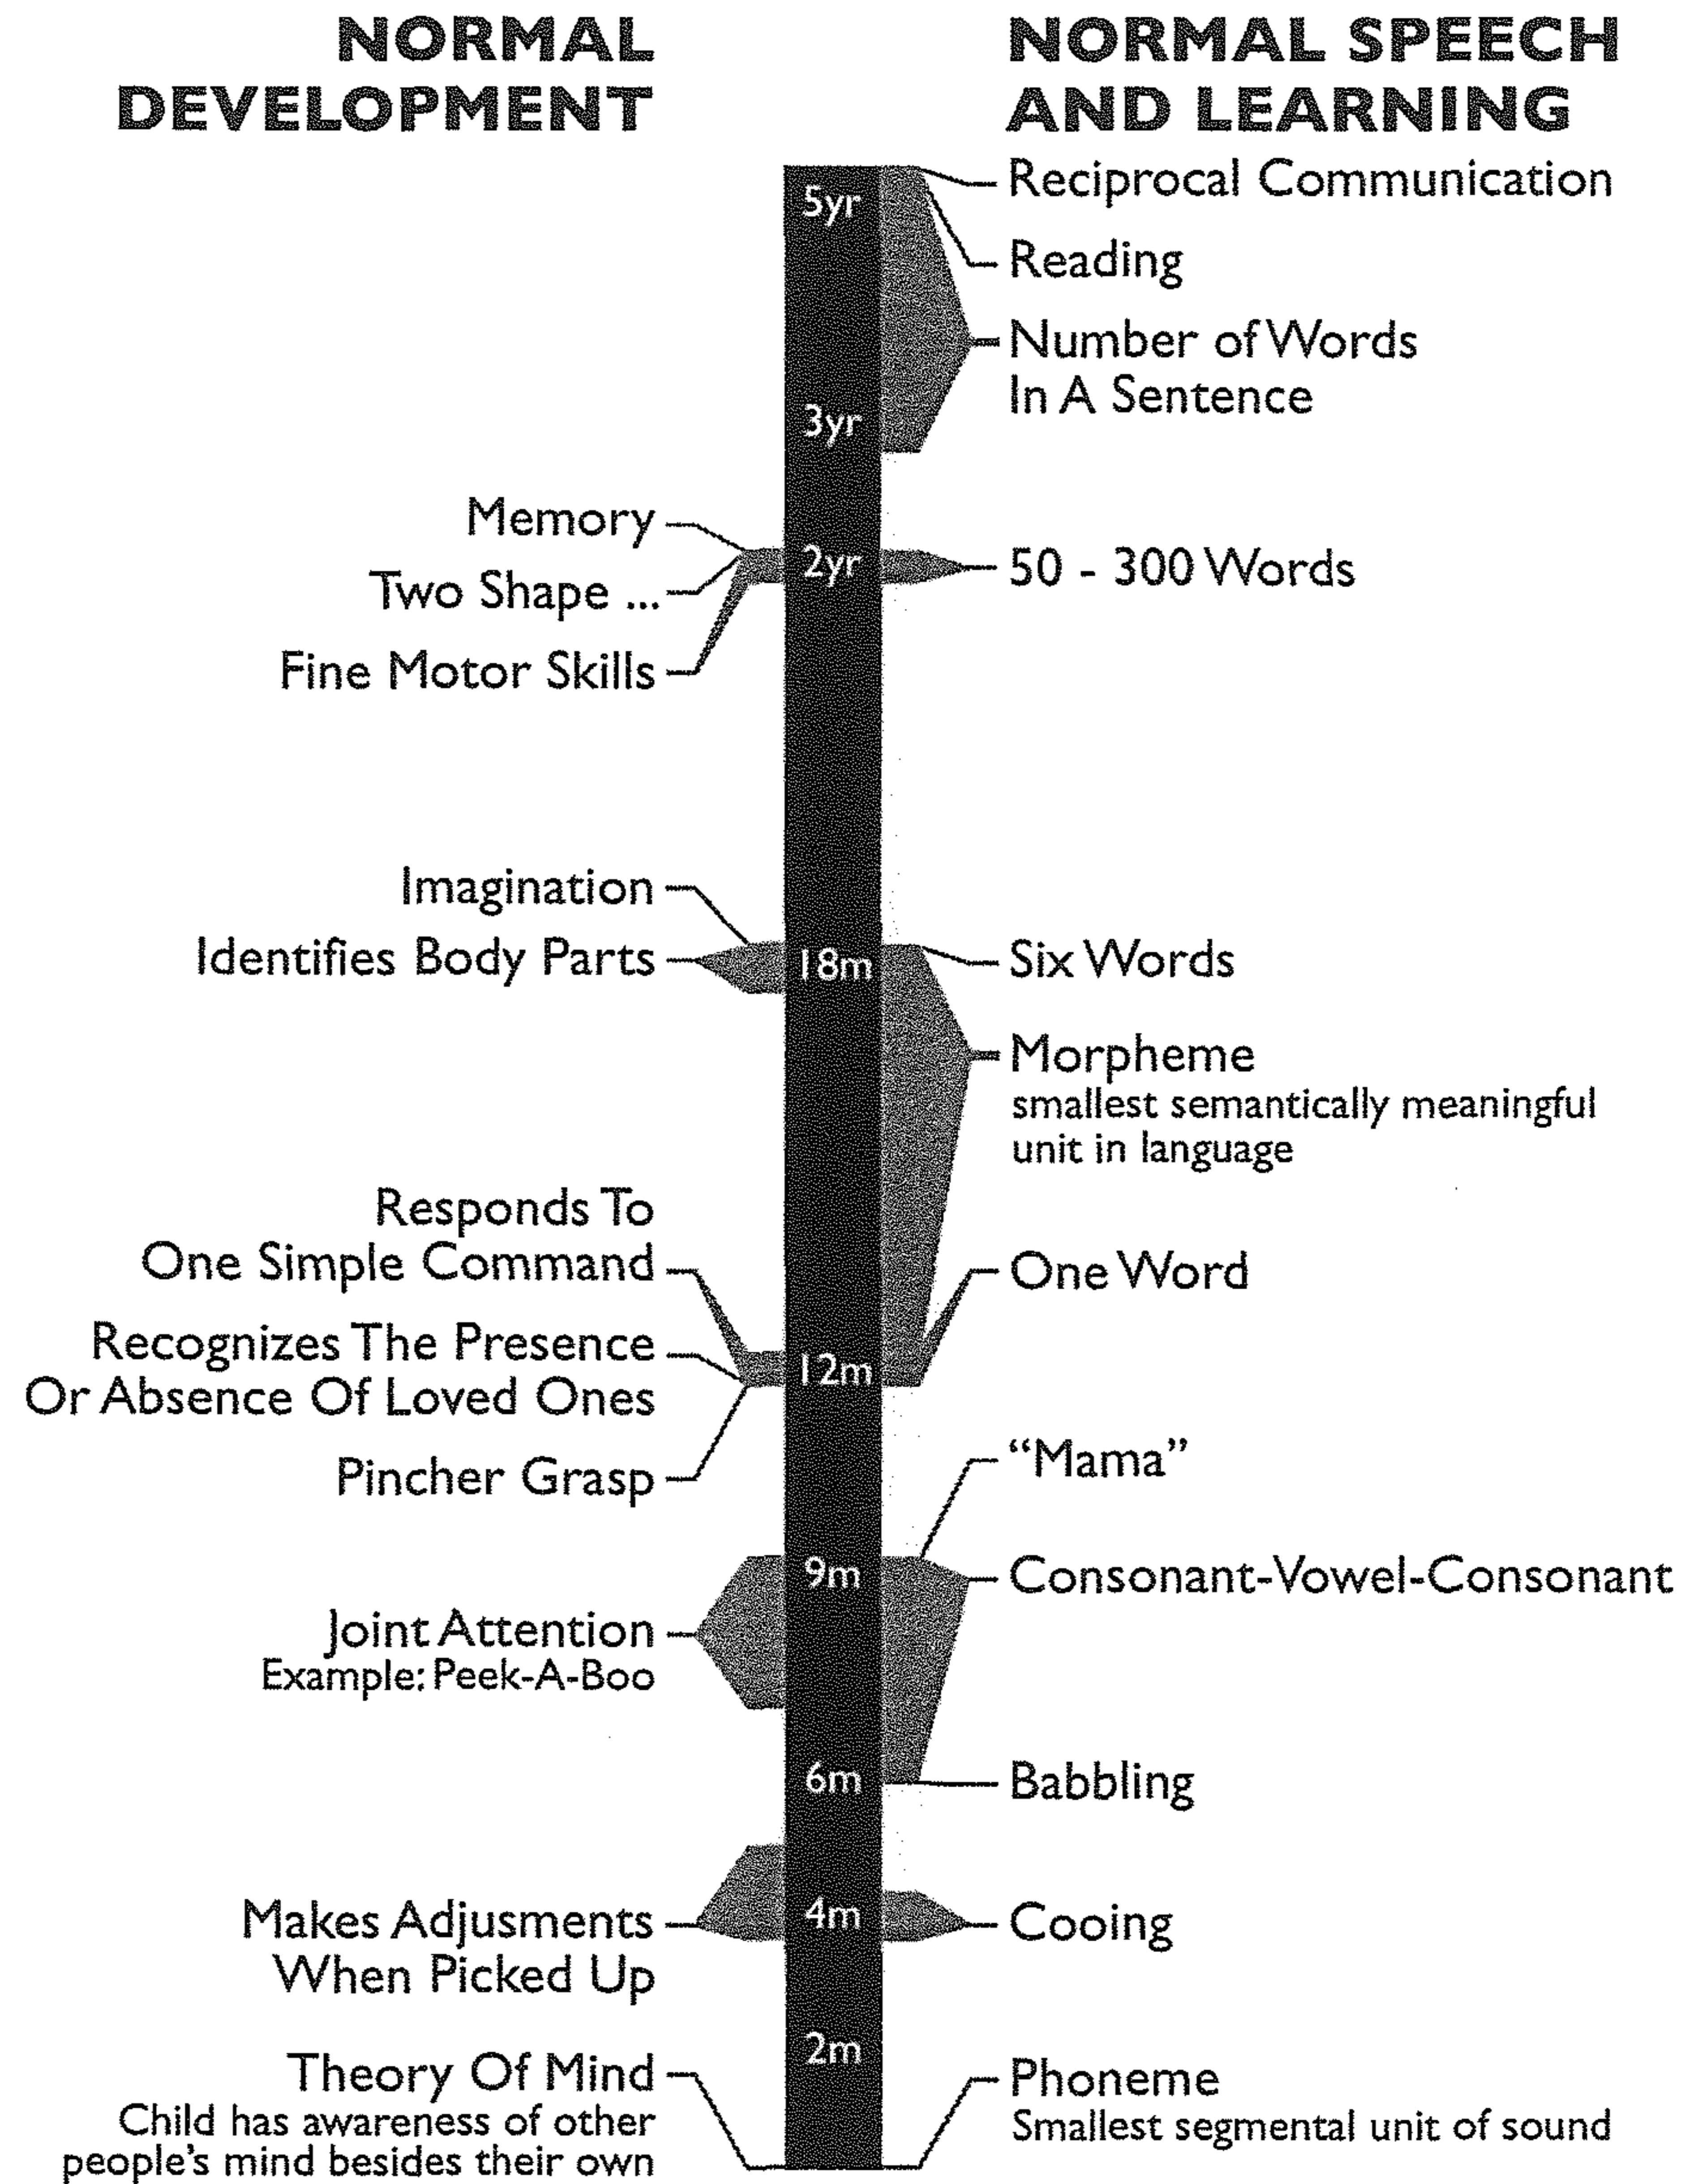 NORMAL
DEVELOPMENT
NORMAL SPEECH
AND LEARNING
5yr
Reciprocal Communication
Reading
Number of Words
In A Sentence
3yr
Memory
2yr
50 - 300 Words
Two Shape ...
Fine Motor Skills
Imagination
Identifies Body Parts
18m
Six Words
Morpheme
smallest semantically meaningful
unit in language
Responds To
One Simple Command
One Word
Recognizes The Presence
Or Absence Of Loved Ones
12m
Pincher Grasp
"Mama"
9m
Consonant-Vowel-Consonant
Joint Attention
Example: Peek-A-Boo
6m
Babbling
4m
Makes Adjusments
When Picked Up
Cooing
2m
Theory Of Mind
Child has awareness of other
people's mind besides their own
Phoneme
Smallest segmental unit of sound